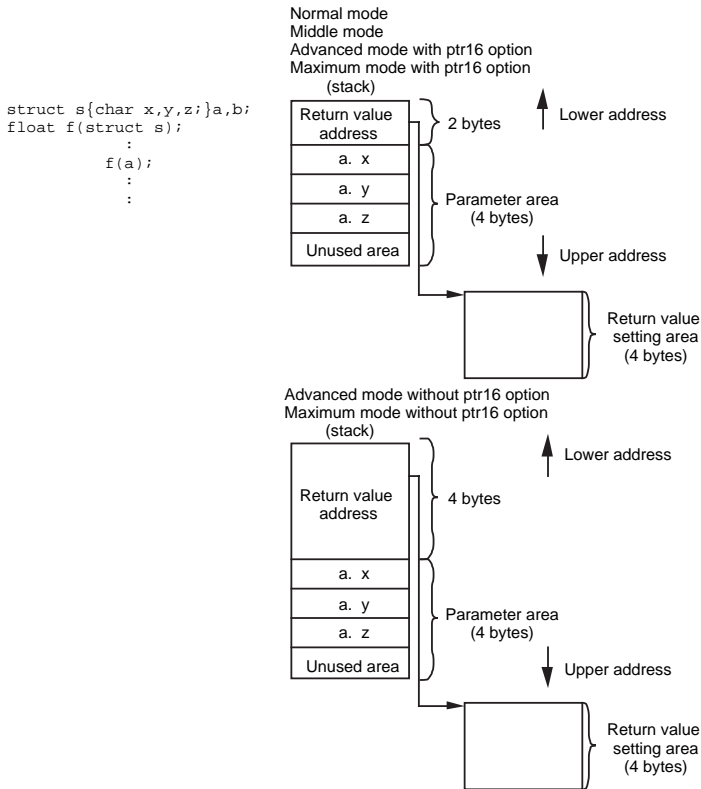 Normal mode
Middle mode
Advanced mode with ptr16 option
Maximum mode with ptr16 option
(stack)
struct s{char x,y,z;}a,b;
float f(struct s);
:
f(a);
:
:
Return value
address
2 bytes
Lower address
a. x
a. y
a. z
Unused area
Parameter area
(4 bytes)
Upper address
Return value
setting area
(4 bytes)
Advanced mode without ptr16 option
Maximum mode without ptr16 option
(stack)
Lower address
Return value
address
4 bytes
a. x
a. y
a. z
Unused area
Parameter area
(4 bytes)
Upper address
Return value
setting area
(4 bytes)